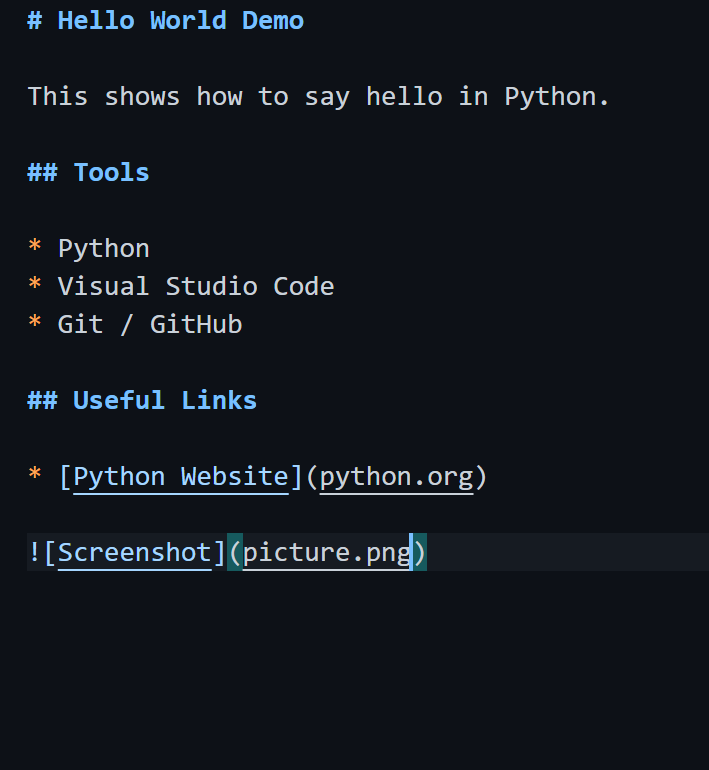 # Hello World Demo
This shows how to say hello in Python.
## Tools
* Python
* Visual Studio Code
* Git / GitHub
## Useful Links
* [Python Website](python.org)
![Screenshot](picture.png)